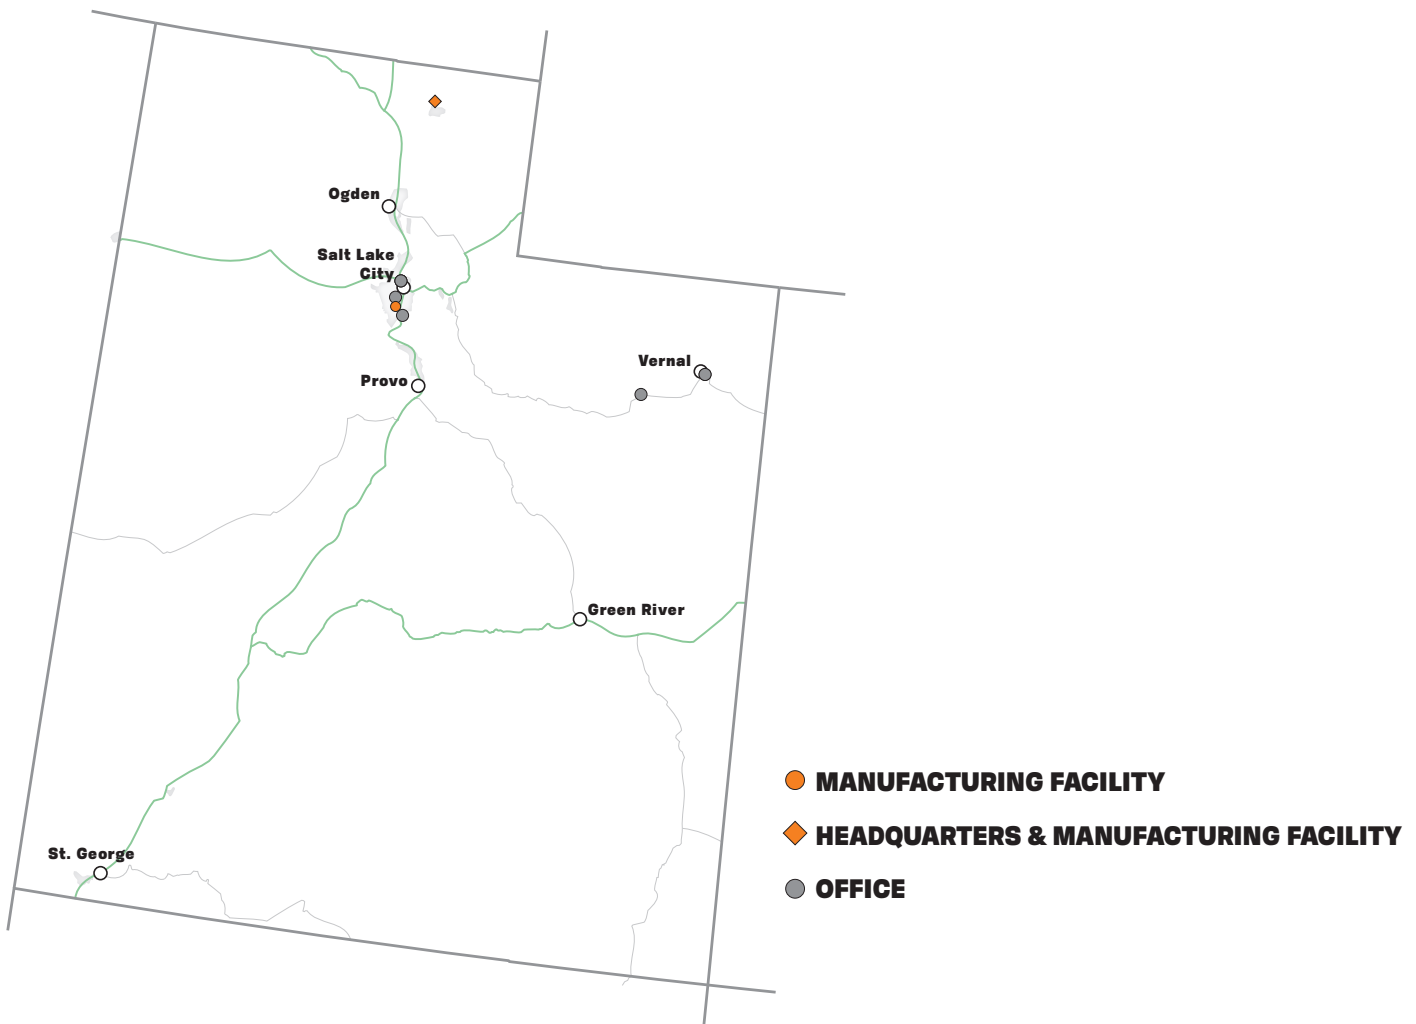 Ogden
Salt Lake
City
Vernal
Provo
Green River
MANUFACTURING FACILITY
HEADQUARTERS & MANUFACTURING FACILITY
St. George
OFFICE